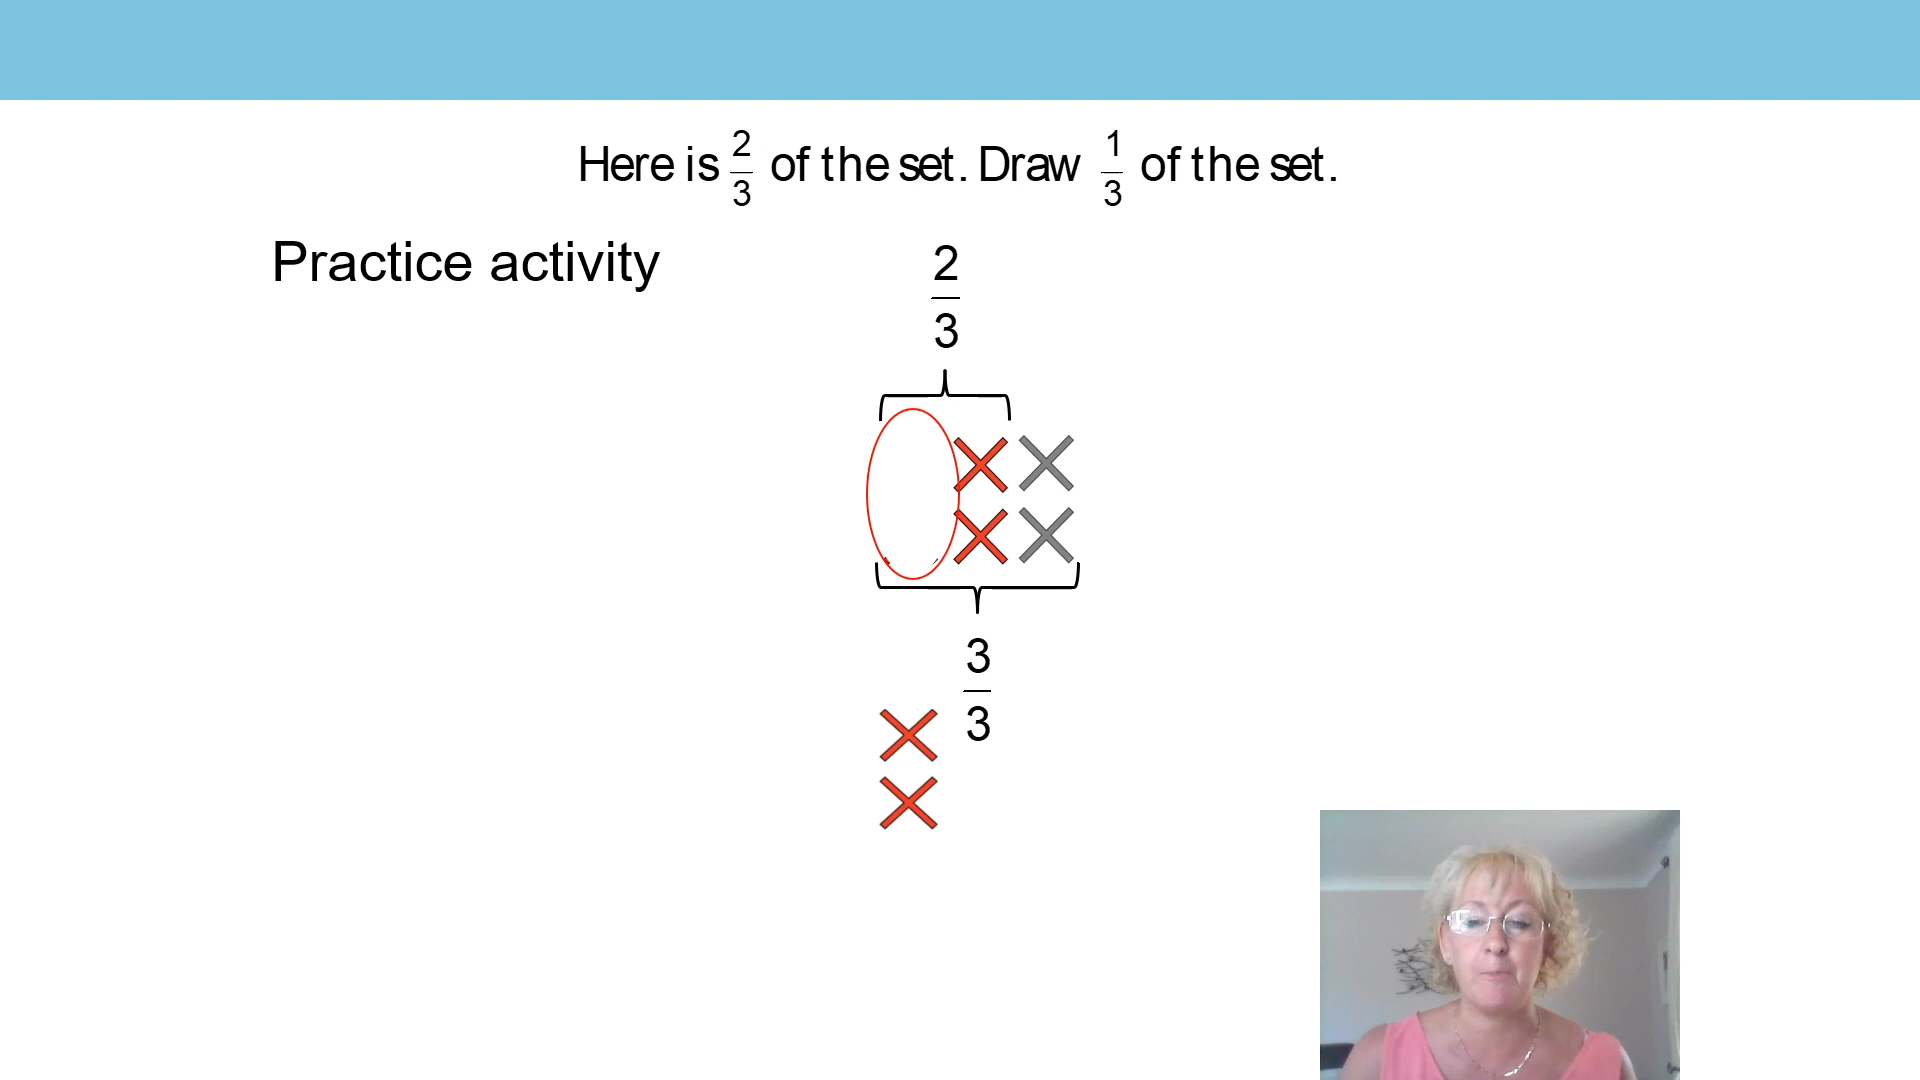 Here is 2/3 of the set. Draw 1/3 of the set.
Practice activity
2/3
3/3